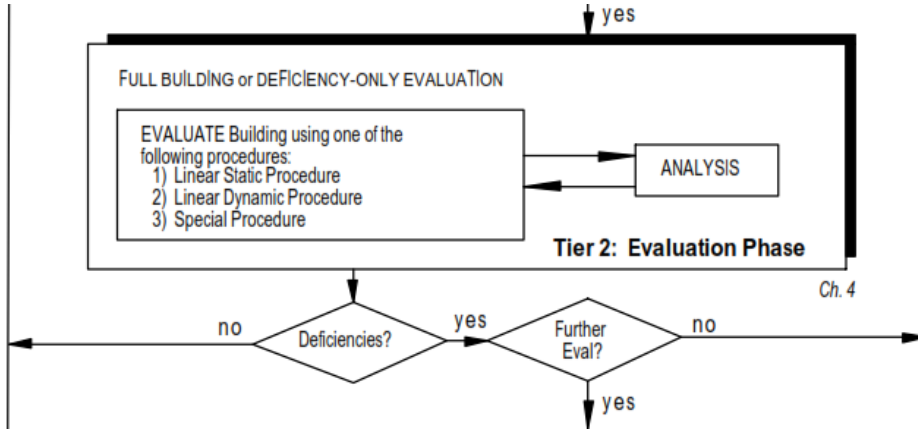 yes
FULL BUILDING or DEFICIENCY-ONLY EVALUATION
EVALUATE Building using one of the
following procedures:
1) Linear Static Procedure
2) Linear Dynamic Procedure
3) Special Procedure
ANALYSIS
Tier 2: Evaluation Phase
Ch. 4
no
Deficiencies?
yes
Further
Eval?
no
yes